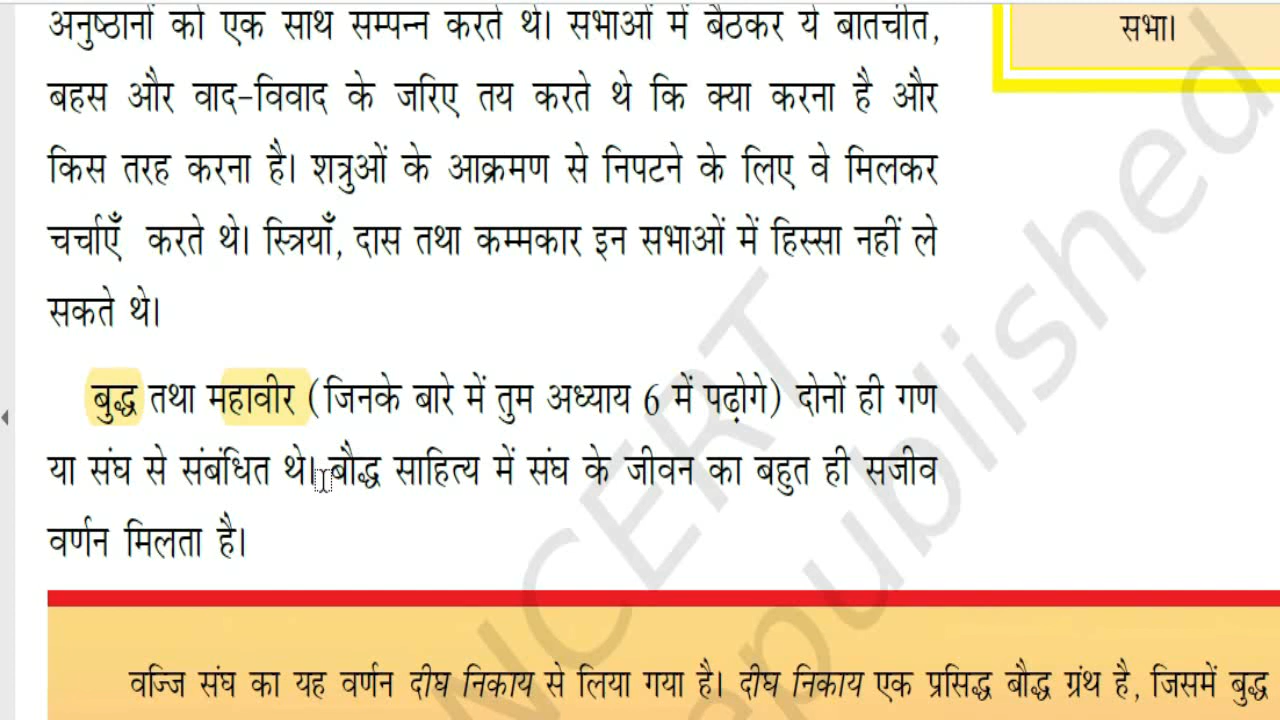 अनुष्ठानों को एक साथ सम्पन्न करते थे। सभाओं में बैठकर ये बातचीत,
बहस और वाद-विवाद के जरिए तय करते थे कि क्या करना है और
किस तरह करना है। शत्रुओं के आक्रमण से निपटने के लिए वे मिलकर
चर्चाएँ करते थे। स्त्रियाँ, दास तथा कम्मकार इन सभाओं में हिस्सा नहीं ले
सकते थे।
बुद्ध तथा महावीर (जिनके बारे में तुम अध्याय 6 में पढ़ोगे) दोनों ही गण
या संघ से संबंधित थे। बौद्ध साहित्य में संघ के जीवन का बहुत ही सजीव
वर्णन मिलता है।
वज्जि संघ का यह वर्णन दीघ निकाय से लिया गया है। दीघ निकाय एक प्रसिद्ध बौद्ध ग्रंथ है, जिसमें बुद्ध
सभा।
NCERT
republished